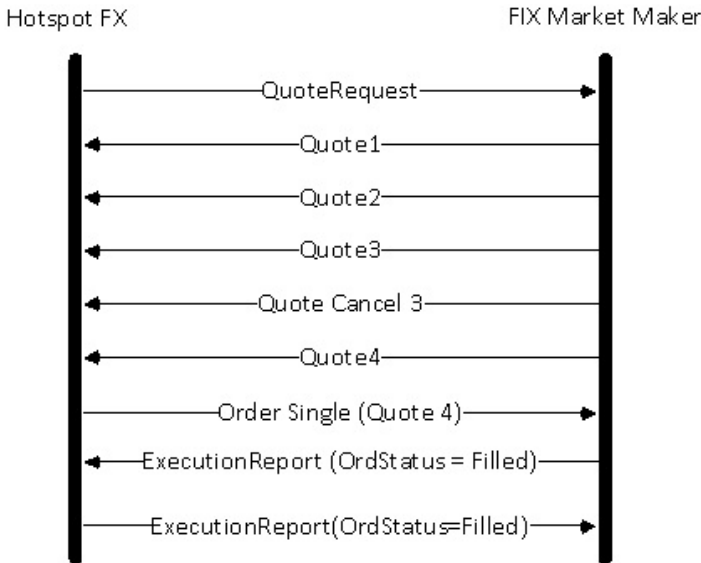 Hotspot FX
FIX Market Maker
QuoteRequest
Quote1
Quote2
Quote3
Quote Cancel 3
Quote4
Order Single (Quote 4)
ExecutionReport (OrdStatus = Filled)
ExecutionReport(OrdStatus=Filled)